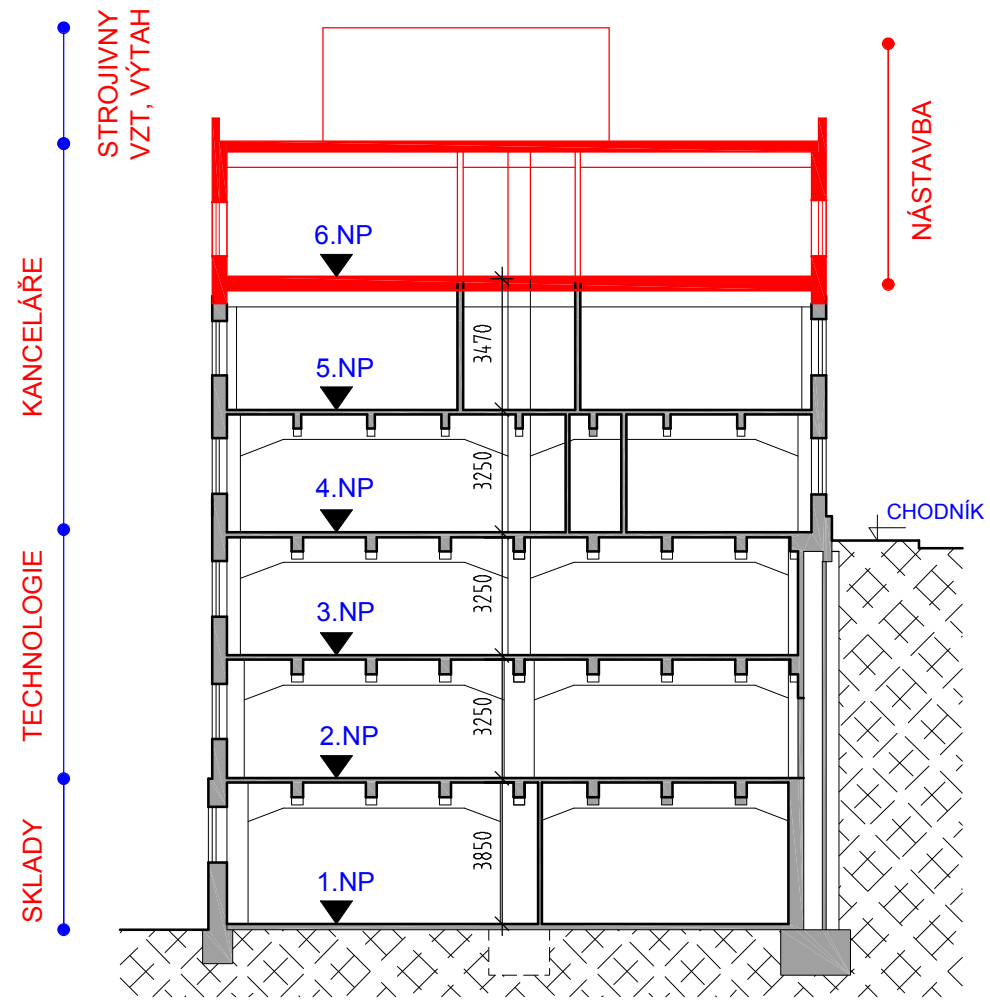 STROJIVNY
VZT, VÝTAH
NÁSTAVBA
6.NP
KANCELÁŘE
3470
5.NP
3250
4.NP
CHODNÍK
TECHNOLOGIE
3250
3.NP
3250
2.NP
SKLADY
3850
1.NP